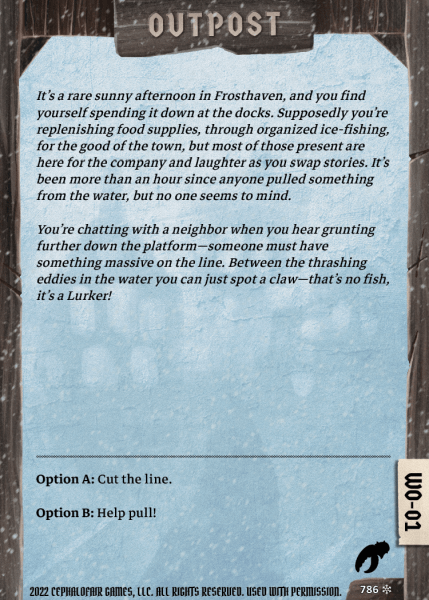 OUTPOST
It's a rare sunny afternoon in Frosthaven, and you find
yourself spending it down at the docks. Supposedly you're
replenishing food supplies, through organized ice-fishing,
for the good of the town, but most of those present are
here for the company and laughter as you swap stories. It's
been more than an hour since anyone pulled something
from the water, but no one seems to mind.
You're chatting with a neighbor when you hear grunting
further down the platform—someone must have
something massive on the line. Between the thrashing
eddies in the water you can just spot a claw—that's no fish,
it's a Lurker!
Option A: Cut the line.
Option B: Help pull!
WO-01
2022 CEPHALOFAIR GAMES, LLC. ALL RIGHTS RESERVED. USED WITH PERMISSION.
786